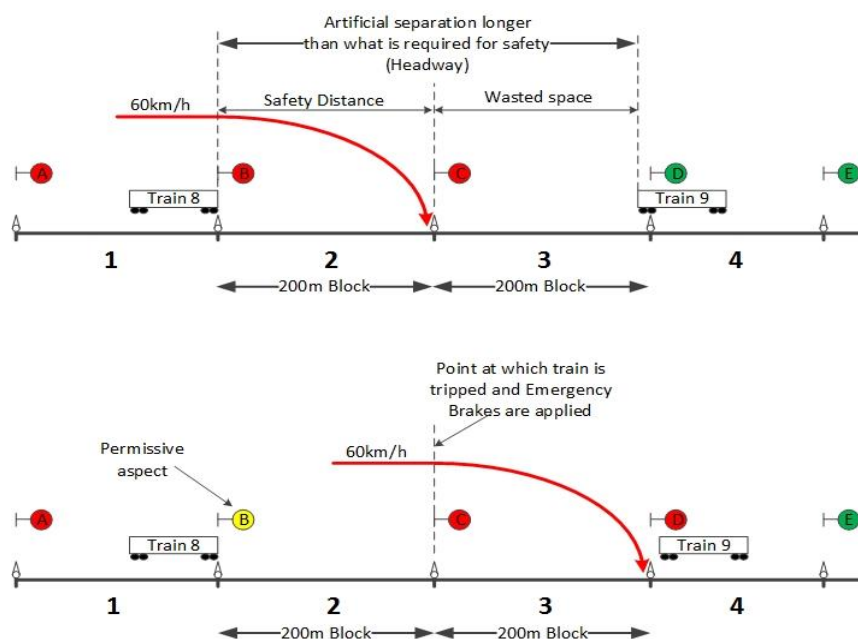 Artificial separation longer
than what is required for safety
(Headway)
60km/h
Safety Distance
Wasted space
A
B
C
D
E
Train 8
Train 9
1
2
3
4
200m Block
200m Block
Point at which train is
tripped and Emergency
Brakes are applied
60km/h
Permissive
aspect
A
B
C
D
E
Train 8
Train 9
1
2
3
4
200m Block
200m Block